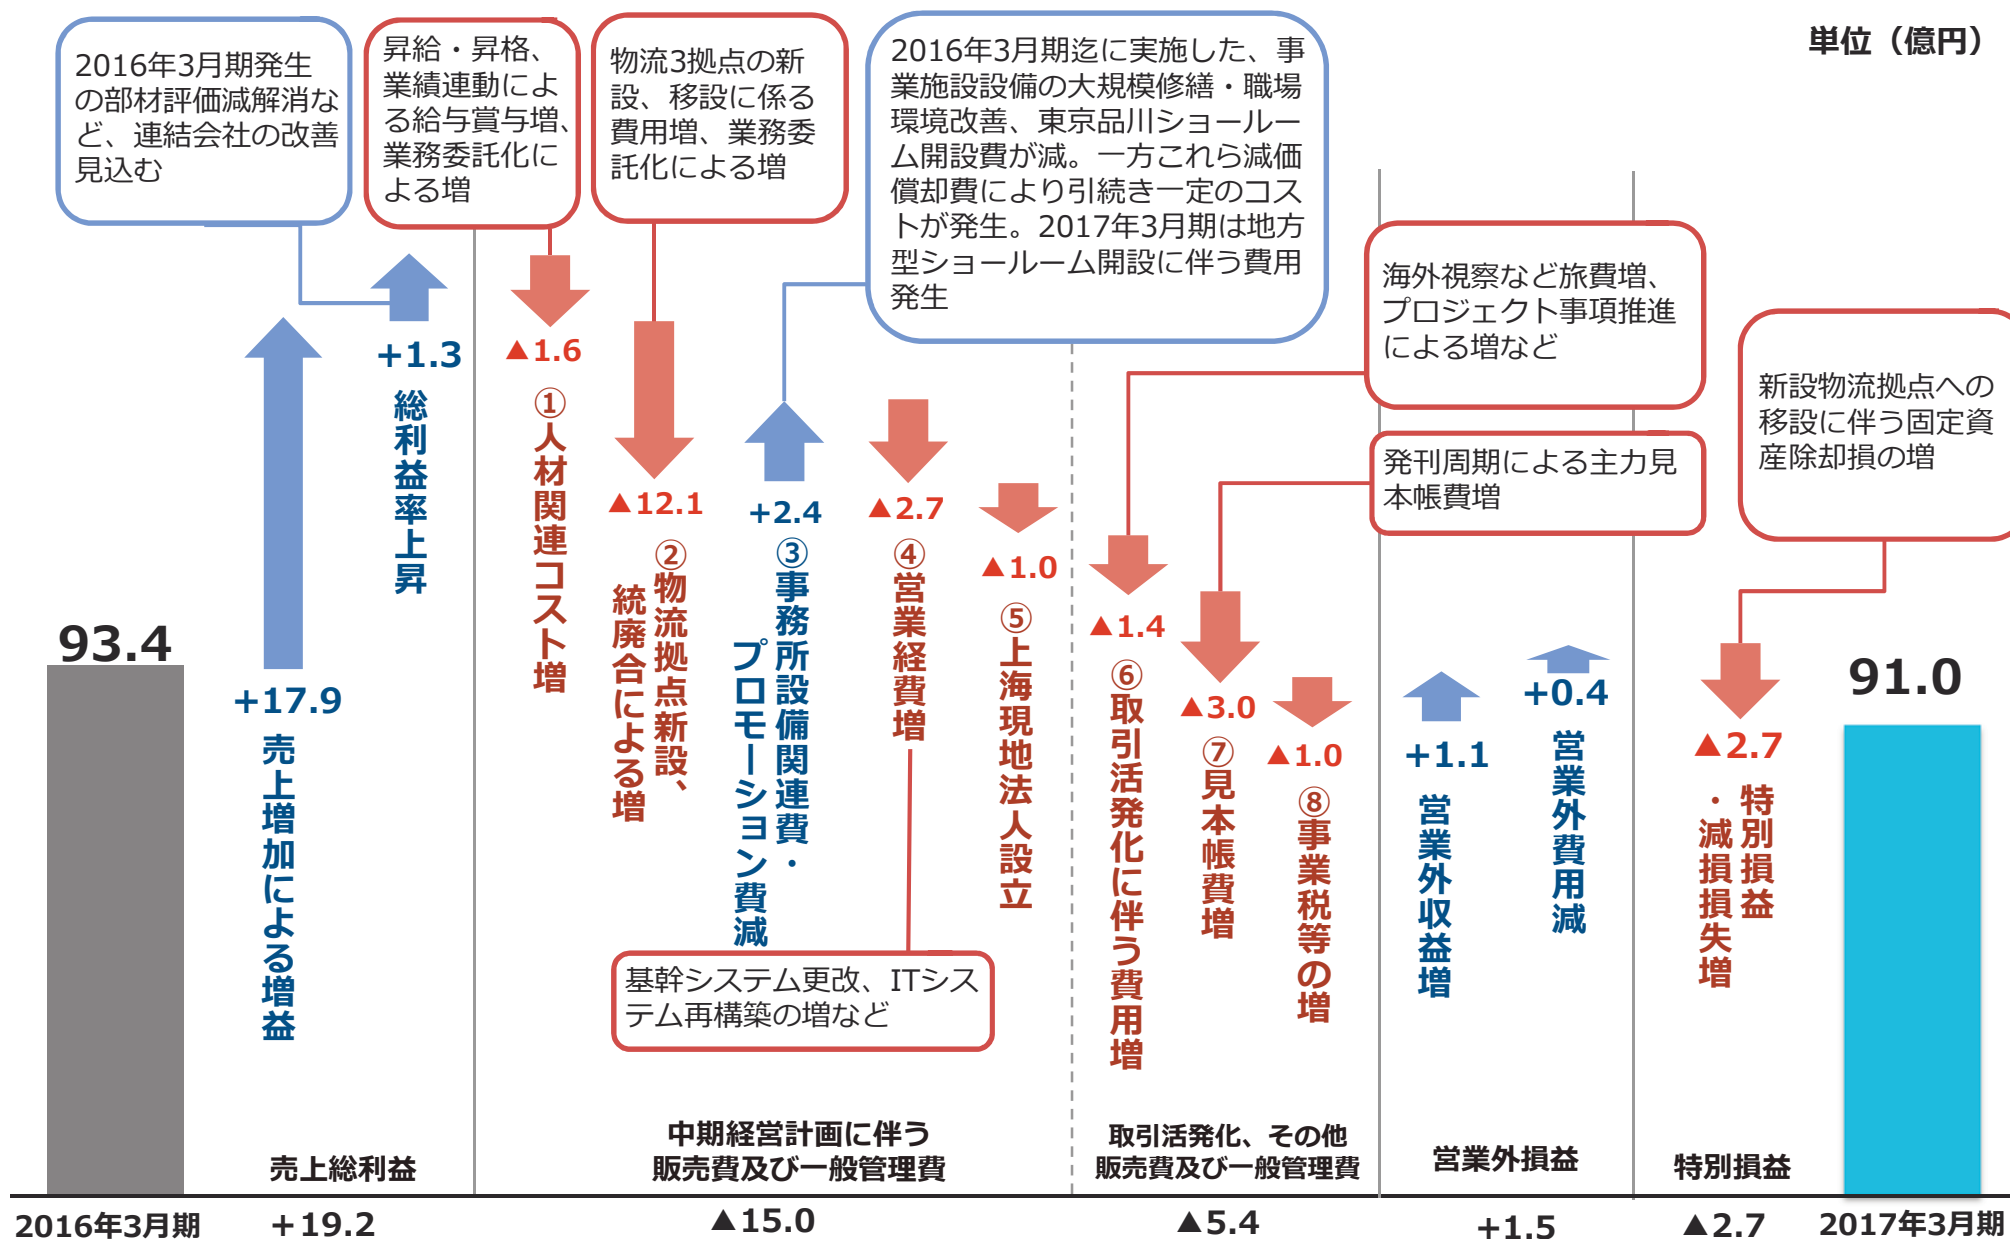 単位（億円）
2016年3月期発生
の部材評価減解消な
ど、連結会社の改善
見込む
昇給・昇格、
業績連動によ
る給与賞与増、
業務委託化に
よる増
物流3拠点の新
設、移設に係る
費用増、業務委
託化による増
2016年3月期迄に実施した、事
業施設設備の大規模修繕・職場
環境改善、東京品川ショールー
ム開設費が減。一方これら減価
償却費により引続き一定のコス
トが発生。2017年3月期は地方
型ショールーム開設に伴う費用
発生
海外視察など旅費増、
プロジェクト事項推進
による増など
発刊周期による主力見
本帳費増
新設物流拠点への
移設に伴う固定資
産除却損の増
93.4
+17.9
売上増加による増益
+1.3
総利益率上昇
▲1.6
①人材関連コスト増
▲12.1
②物流拠点新設、
統廃合による増
+2.4
③事務所設備関連費・
プロモーション費減
▲2.7
④営業経費増
▲1.0
⑤上海現地法人設立
基幹システム更改、ITシス
テム再構築の増など
▲1.4
⑥取引活発化に伴う費用増
▲3.0
⑦見本帳費増
▲1.0
⑧事業税等の増
+1.1
営業外収益増
+0.4
営業外費用減
▲2.7
特別損益
・減損損失増
91.0
売上総利益
中期経営計画に伴う
販売費及び一般管理費
取引活発化、その他
販売費及び一般管理費
営業外損益
特別損益
2016年3月期
+19.2
▲15.0
▲5.4
+1.5
▲2.7
2017年3月期